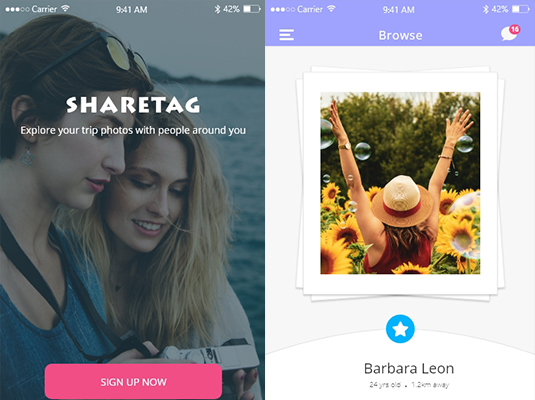 Carrier 9:41 AM 42%
SHARETAG
Explore your trip photos with people around you
SIGN UP NOW
Carrier 9:41 AM 42%
Browse
16
Barbara Leon
24 yrs old • 1.2km away